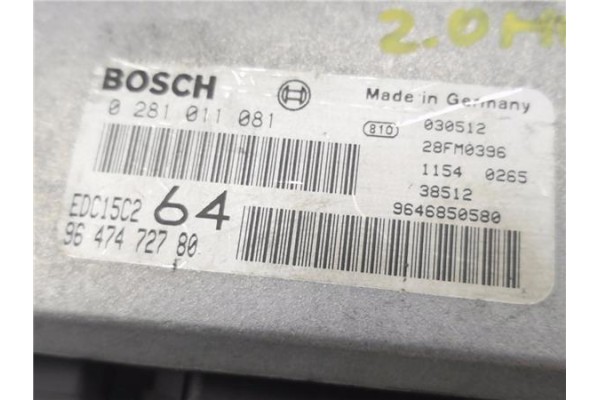 2.0H
BOSCH
Made in Germany
0 281 011 081
810
030512
28FM0396
1154 0265
38512
EDC15C2 64
9646850580
96 474 727 80